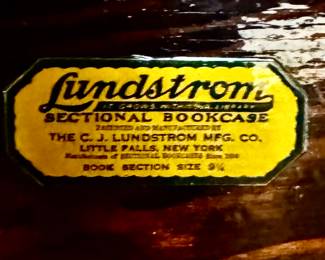 Lundstrom
IT GROWS WITH YOUR LIBRARY
SECTIONAL BOOKCASE
PATENTED AND MANUFACTURED BY
THE C. J. LUNDSTROM MFG. CO.
LITTLE FALLS, NEW YORK
Manufacturers of SECTIONAL BOOKCASES Since
BOOK SECTION SIZE 9¼